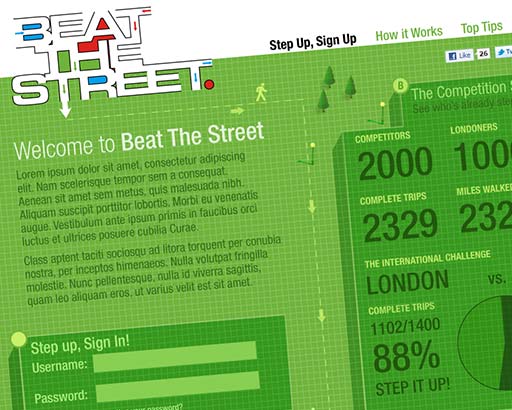 BEAT
THE
STREET.
Step Up, Sign Up
How it Works
Top Tips
Like
26
Welcome to Beat The Street
Lorem ipsum dolor sit amet, consectetur adipiscing
elit. Nam scelerisque tempor sem a consequat.
Aenean sit amet sem metus, quis malesuada nibh.
Aliquam suscipit porttitor lobortis. Morbi eu venenatis
augue. Vestibulum ante ipsum primis in faucibus orci
luctus et ultrices posuere cubilia Curae.
Class aptent taciti sociosqu ad litora torquent per conubia
nostra, per inceptos himenaeos. Nulla volutpat fringilla
molestie. Nunc pellentesque, nulla id viverra sagittis,
quam leo aliquam eros, ut varius velit est sit amet.
Step up, Sign In!
Username:
Password:
your password?
B
The Competition
See who's already
COMPETITORS
2000
LONDONERS
100
COMPLETE TRIPS
2329
MILES WALKED
232
THE INTERNATIONAL CHALLENGE
LONDON
vs.
COMPLETE TRIPS
1102/1400
88%
STEP IT UP!